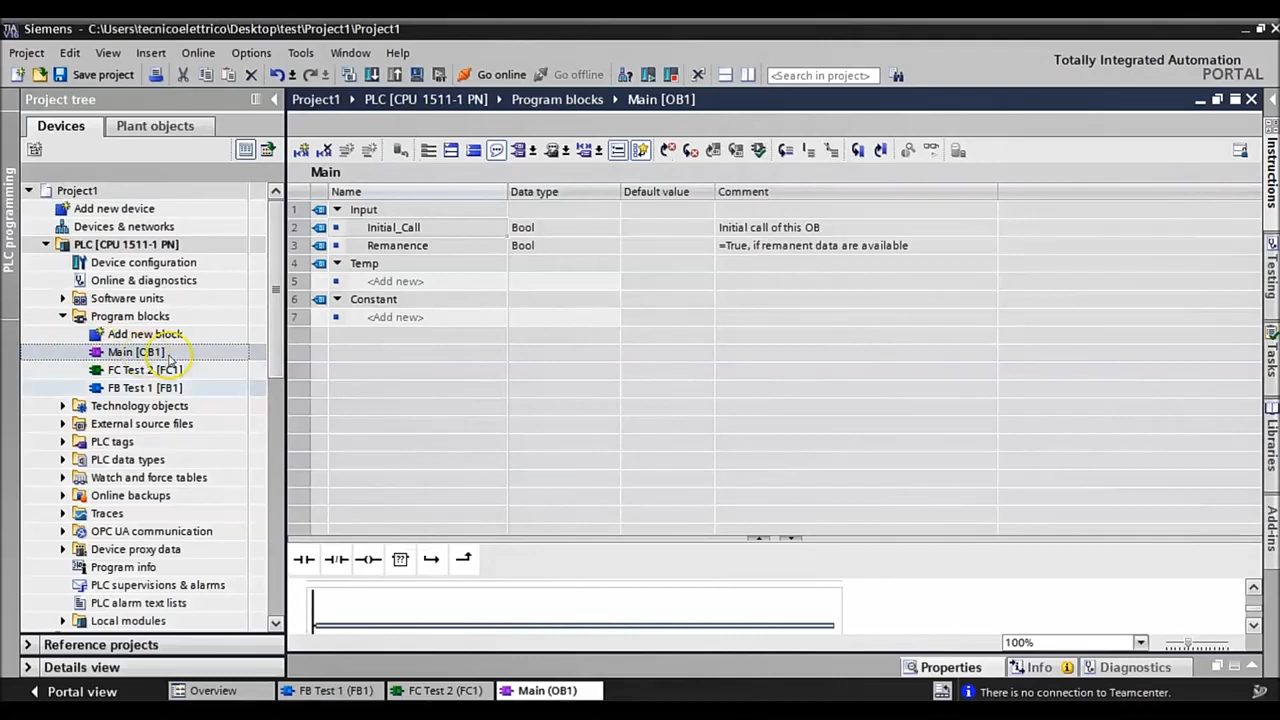 Siemens - C:\Users\tecnicoelettrico\Desktop\test\Project1\Project1
Project Edit View Insert Online Options Tools Window Help
Totally Integrated Automation
PORTAL
Save project
Go online
Go offline
<Search in project>
Project tree
Project1 PLC [CPU 1511-1 PN] Program blocks Main [OB1]
Devices
Plant objects
Project1
Add new device
Devices & networks
PLC [CPU 1511-1 PN]
Device configuration
Online & diagnostics
Software units
Program blocks
Add new block
Main [OB1]
FC Test 2 [FC1]
FB Test 1 [FB1]
Technology objects
External source files
PLC tags
PLC data types
Watch and force tables
Online backups
Traces
OPC UA communication
Device proxy data
Program info
PLC supervisions & alarms
PLC alarm text lists
Local modules
Reference projects
Details view
PLC programming
Main
Name Data type Default value Comment
1 Input
2 Initial_Call Bool Initial call of this OB
3 Remanence Bool =True, if remanent data are available
4 Temp
5 <Add new>
6 Constant
7 <Add new>
??
100%
Properties
Info
Diagnostics
Instructions
Testing
Tasks
Libraries
Add-ins
Portal view
Overview
FB Test 1 (FB1)
FC Test 2 (FC1)
Main (OB1)
There is no connection to Teamcenter.